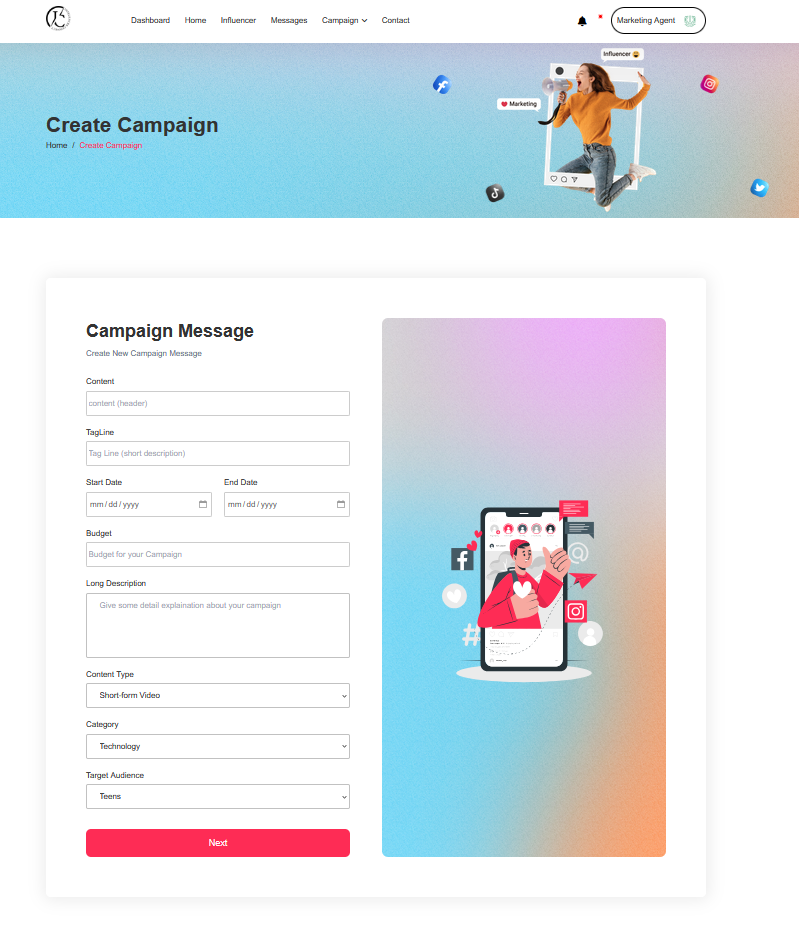 Dashboard Home Influencer Messages Campaign Contact Marketing Agent
Influencer
Marketing
Create Campaign
Home / Create Campaign
Campaign Message
Create New Campaign Message
Content
content (header)
TagLine
Tag Line (short description)
Start Date End Date
mm/dd/yyyy mm/dd/yyyy
Budget
Budget for your Campaign
Long Description
Give some detail explaination about your campaign
Content Type
Short-form Video
Category
Technology
Target Audience
Teens
Next